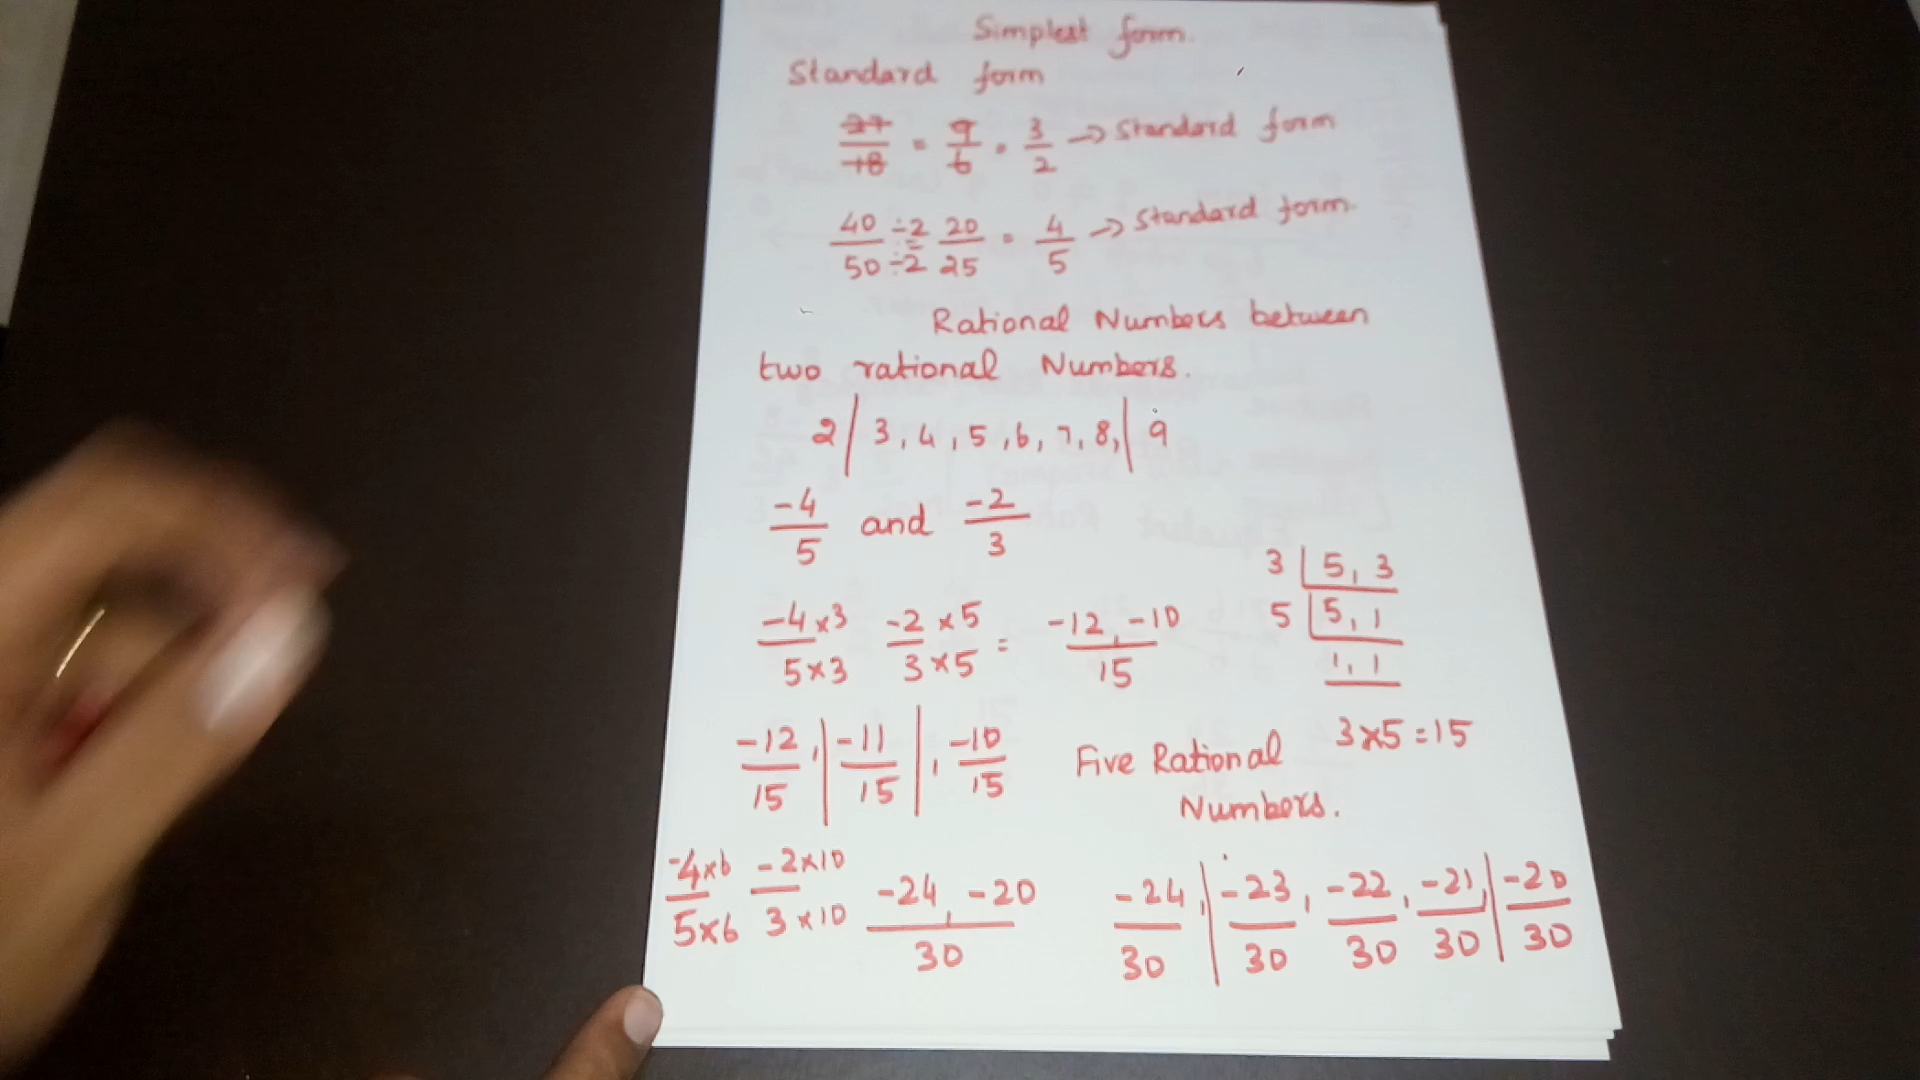 Simplest form.
Standard form
27/18 = 9/6 = 3/2 -> Standard form
40/50 ÷2/÷2 = 20/25 = 4/5 -> Standard form.
Rational Numbers between
two rational Numbers.
2 | 3, 4, 5, 6, 7, 8, | 9
-4/5 and -2/3
3 | 5, 3
5 | 5, 1
1, 1
-4×3/5×3 -2×5/3×5 = -12, -10/15
3×5=15
-12/15, | -11/15 |, -10/15
Five Rational
Numbers.
-4×6/5×6 -2×10/3×10 -24, -20/30
-24/30, | -23/30, -22/30, -21/30, | -20/30